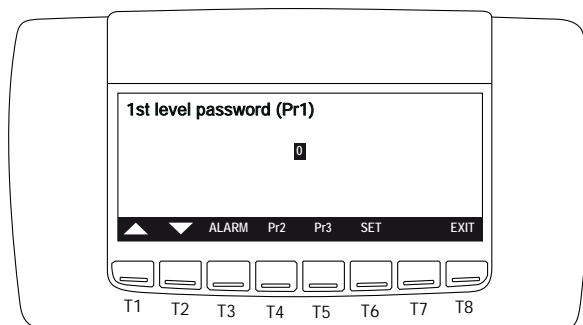 1st level password (Pr1)
0
ALARM Pr2 Pr3 SET EXIT
T1 T2 T3 T4 T5 T6 T7 T8